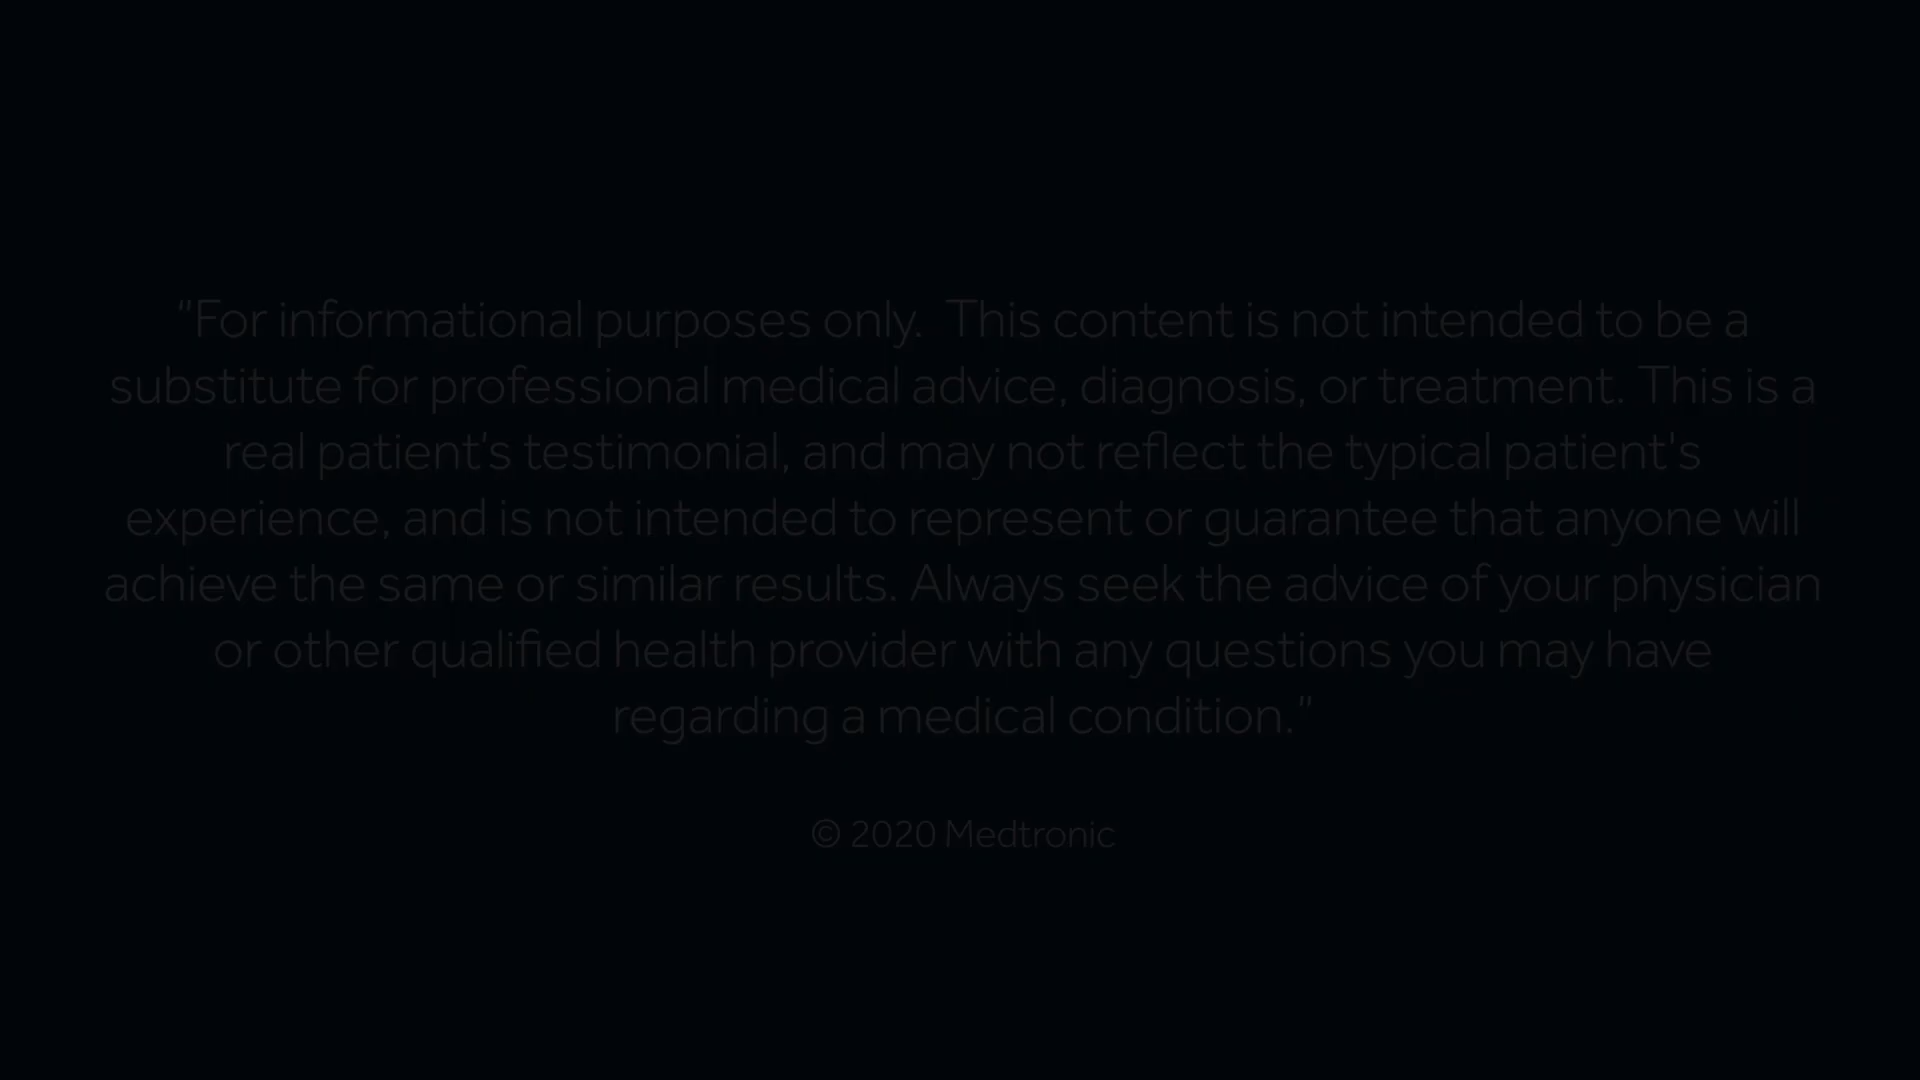 "For informational purposes only.  This content is not intended to be a
substitute for professional medical advice, diagnosis, or treatment. This is a
real patient's testimonial, and may not reflect the typical patient's
experience, and is not intended to represent or guarantee that anyone will
achieve the same or similar results. Always seek the advice of your physician
or other qualified health provider with any questions you may have
regarding a medical condition."
© 2020 Medtronic